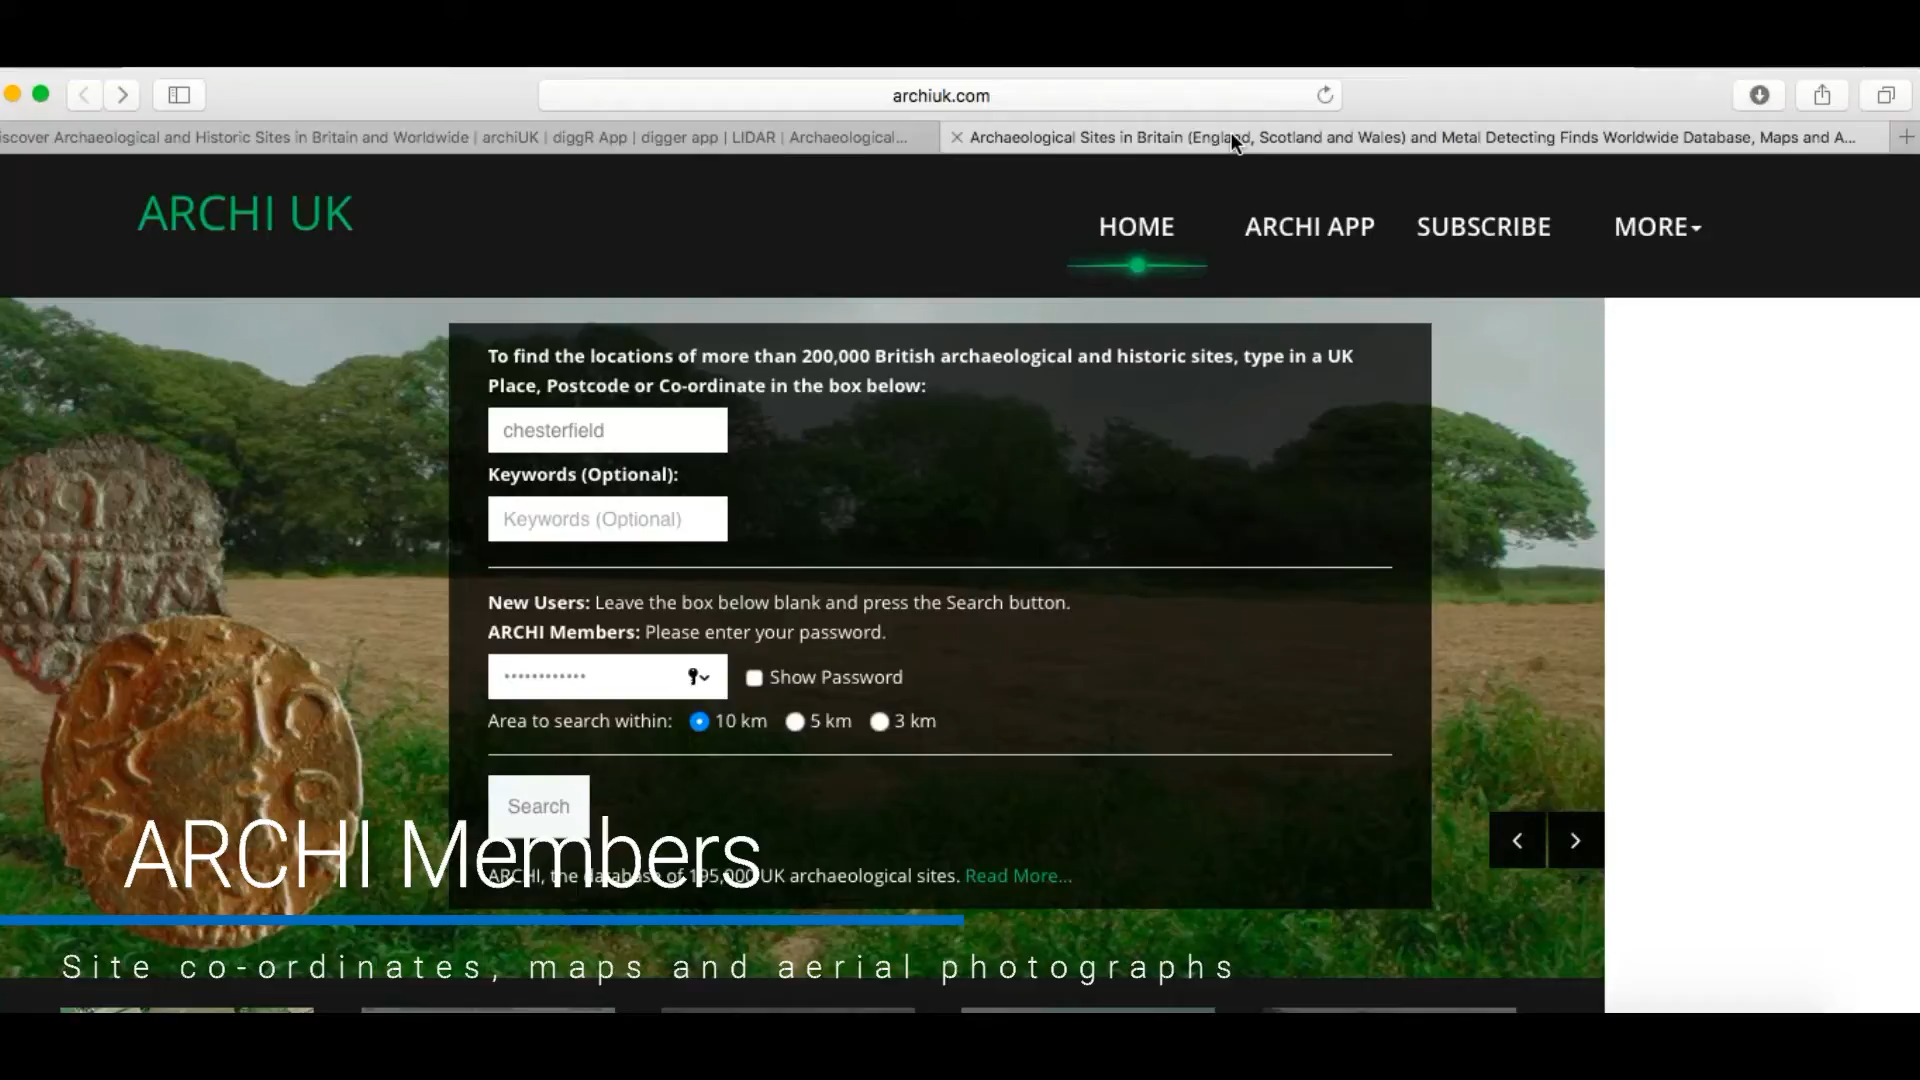 archiuk.com
iscover Archaeological and Historic Sites in Britain and Worldwide | archiUK | diggR App | digger app | LIDAR | Archaeological...
Archaeological Sites in Britain (England, Scotland and Wales) and Metal Detecting Finds Worldwide Database, Maps and A...
ARCHI UK
HOME
ARCHI APP
SUBSCRIBE
MORE
To find the locations of more than 200,000 British archaeological and historic sites, type in a UK
Place, Postcode or Co-ordinate in the box below:
chesterfield
Keywords (Optional):
Keywords (Optional)
New Users: Leave the box below blank and press the Search button.
ARCHI Members: Please enter your password.
Show Password
Area to search within: 10 km 5 km 3 km
Search
ARCHI Members
ARCHI, the database of 195,000 UK archaeological sites. Read More...
Site co-ordinates, maps and aerial photographs